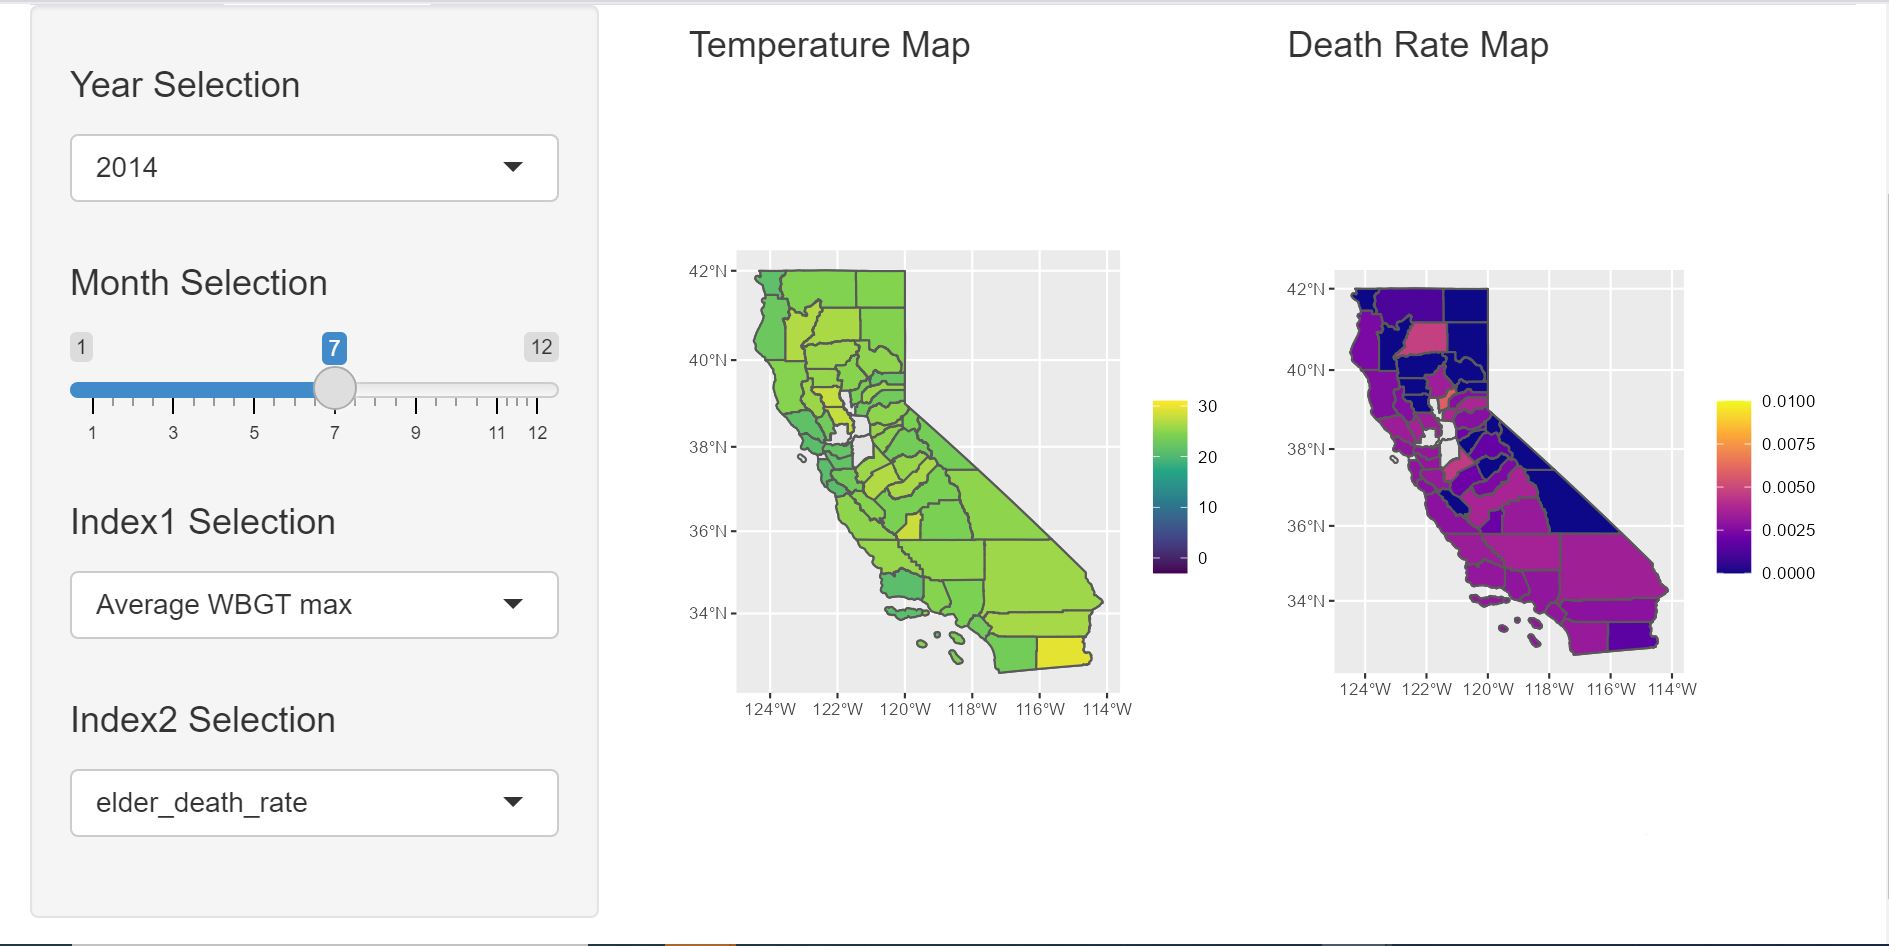 Year Selection
2014
Month Selection
1 7 12
1 3 5 7 9 11 12
Index1 Selection
Average WBGT max
Index2 Selection
elder_death_rate
Temperature Map
42°N
40°N
38°N
36°N
34°N
124°W 122°W 120°W 118°W 116°W 114°W
30
20
10
0
Death Rate Map
42°N
40°N
38°N
36°N
34°N
124°W 122°W 120°W 118°W 116°W 114°W
0.0100
0.0075
0.0050
0.0025
0.0000